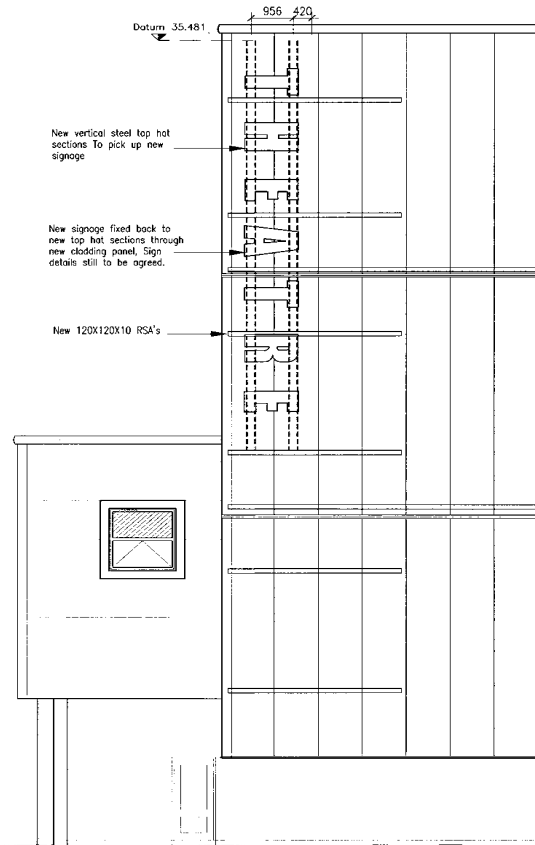 956 420
Datum 35.481
New vertical steel top hat
sections To pick up new
signage
New signage fixed back to
new top hat sections through
new cladding panel, Sign
details still to be agreed.
New 120X120X10 RSA's
THEATRE